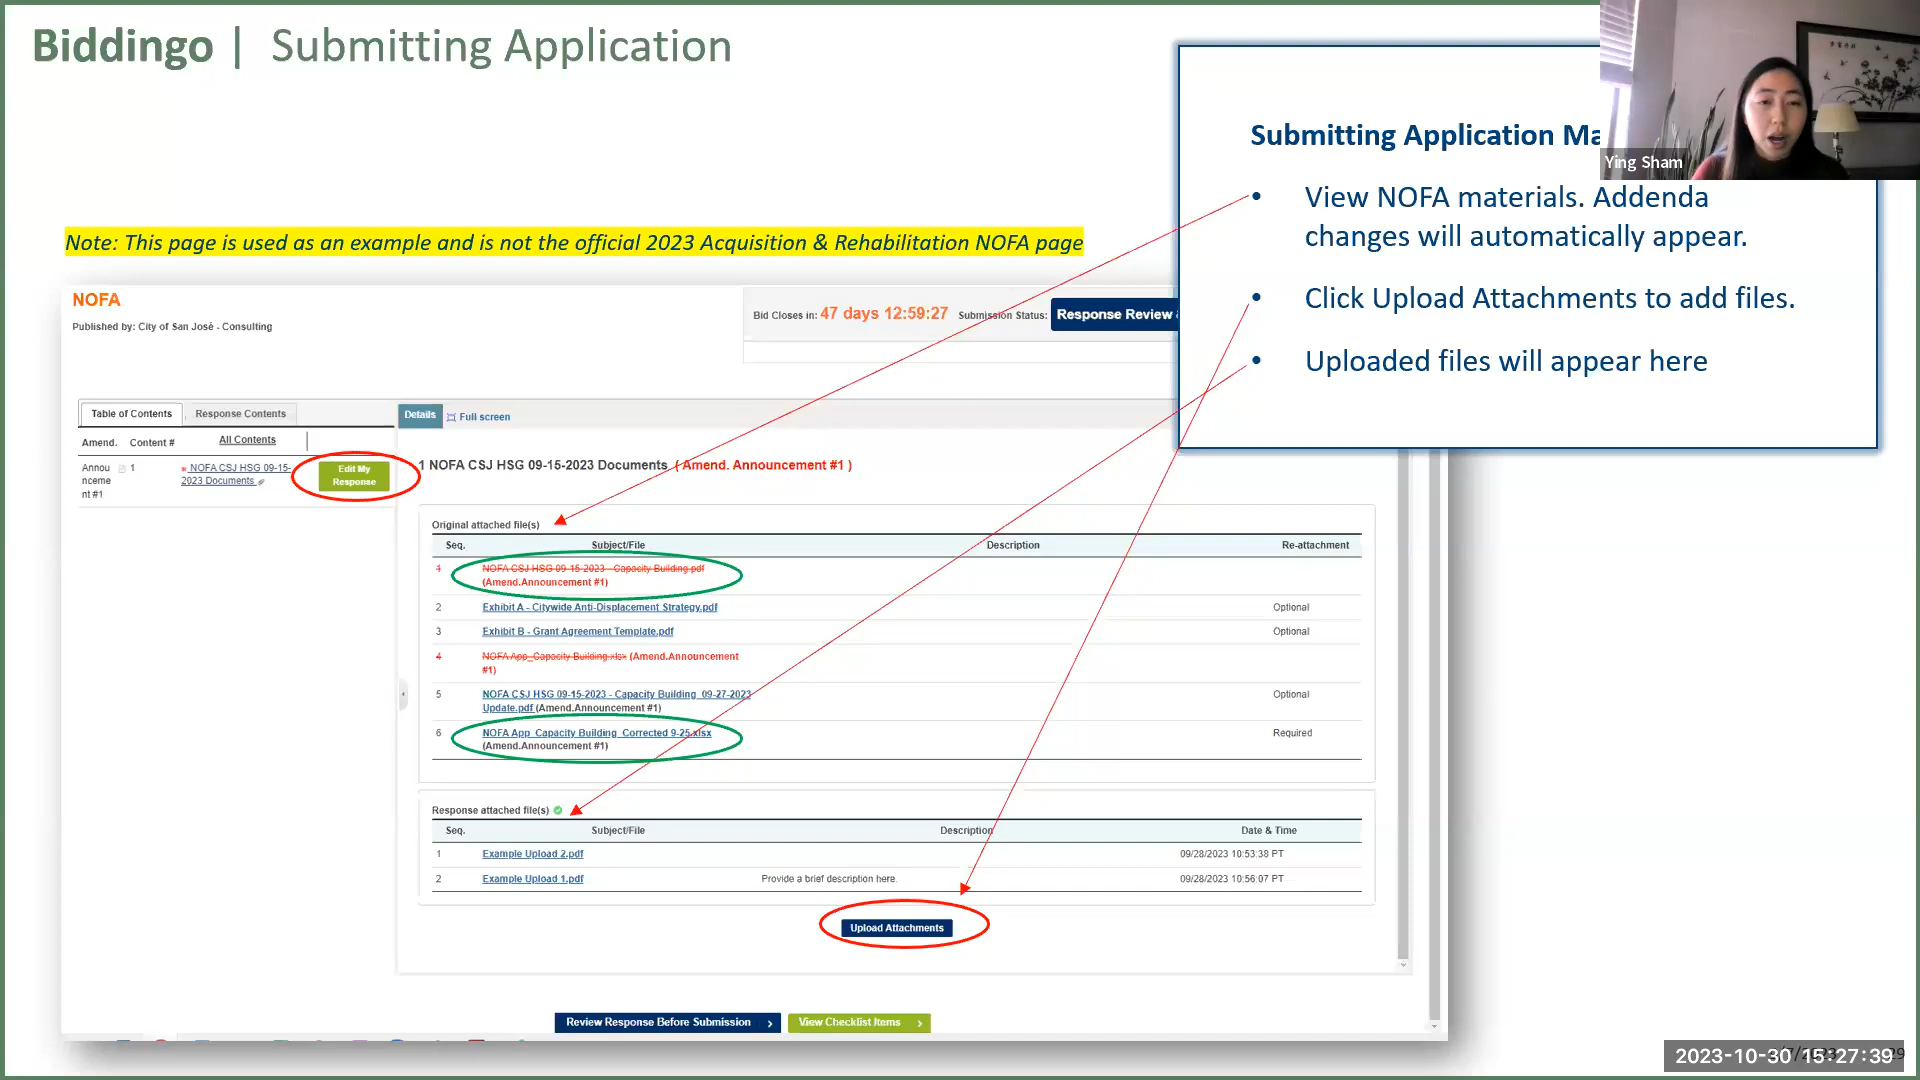 Biddingo | Submitting Application
Submitting Application Ma
Ying Sham
• View NOFA materials. Addenda
changes will automatically appear.
• Click Upload Attachments to add files.
• Uploaded files will appear here
Note: This page is used as an example and is not the official 2023 Acquisition & Rehabilitation NOFA page
NOFA
Published by: City of San José - Consulting
Bid Closes in: 47 days 12:59:27 Submission Status: Response Review
Table of Contents Response Contents
Amend. Content # All Contents
Annou
nceme
nt #1
1
» NOFA CSJ HSG 09-15-
2023 Documents
Edit My
Response
Details Full screen
1 NOFA CSJ HSG 09-15-2023 Documents ( Amend. Announcement #1 )
Original attached file(s)
Seq. Subject/File Description Re-attachment
1 NOFA CSJ HSG 09-15-2023 - Capacity Building.pdf
(Amend.Announcement #1)
2 Exhibit A - Citywide Anti-Displacement Strategy.pdf Optional
3 Exhibit B - Grant Agreement Template.pdf Optional
4 NOFA App_Capacity Building.xlsx (Amend.Announcement
#1)
5 NOFA CSJ HSG 09-15-2023 - Capacity Building_09-27-2023 Optional
Update.pdf (Amend.Announcement #1)
6 NOFA App_Capacity Building_Corrected 9-25.xlsx Required
(Amend.Announcement #1)
Response attached file(s)
Seq. Subject/File Description Date & Time
1 Example Upload 2.pdf 09/28/2023 10:53:38 PT
2 Example Upload 1.pdf Provide a brief description here. 09/28/2023 10:56:07 PT
Upload Attachments
Review Response Before Submission >
View Checklist Items >
2023-10-30 15:27:39